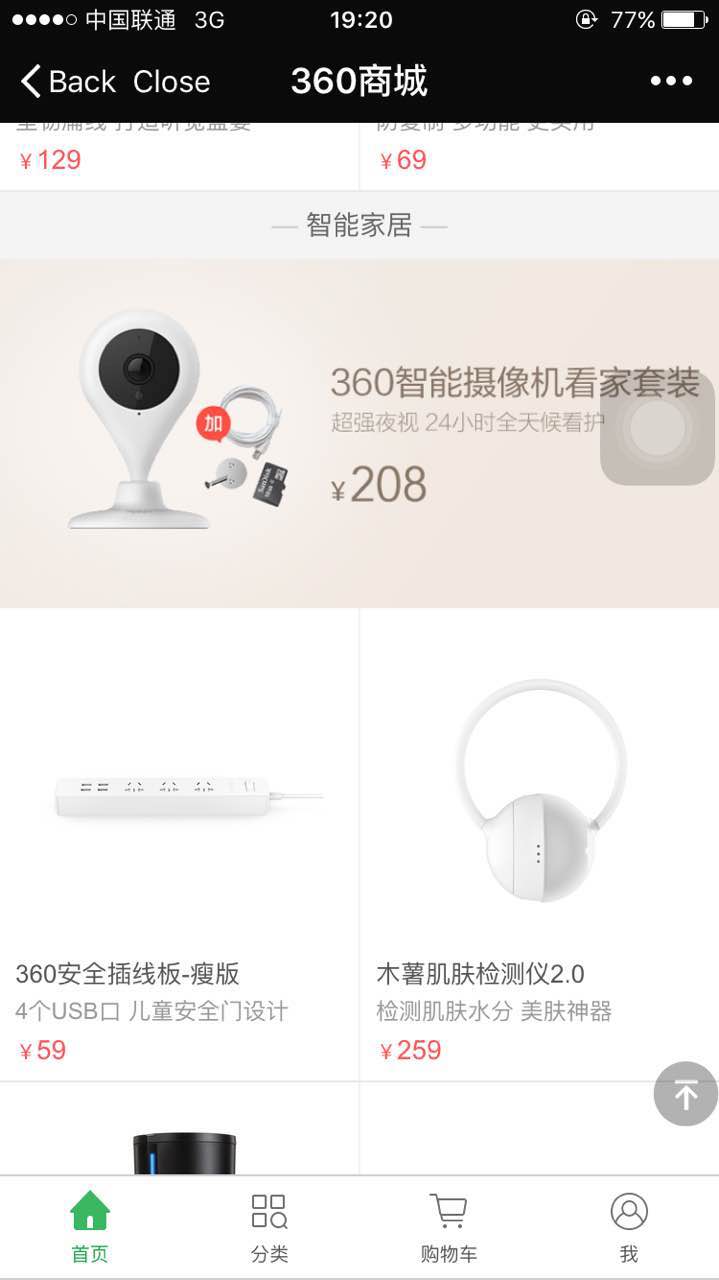 中国联通 3G 19:20 77%
Back Close 360商城
¥129 ¥69
智能家居
360智能摄像机看家套装
超强夜视 24小时全天候看护
加
SanDisk
¥208
360安全插线板-瘦版
4个USB口 儿童安全门设计
¥59
木薯肌肤检测仪2.0
检测肌肤水分 美肤神器
¥259
首页 分类 购物车 我